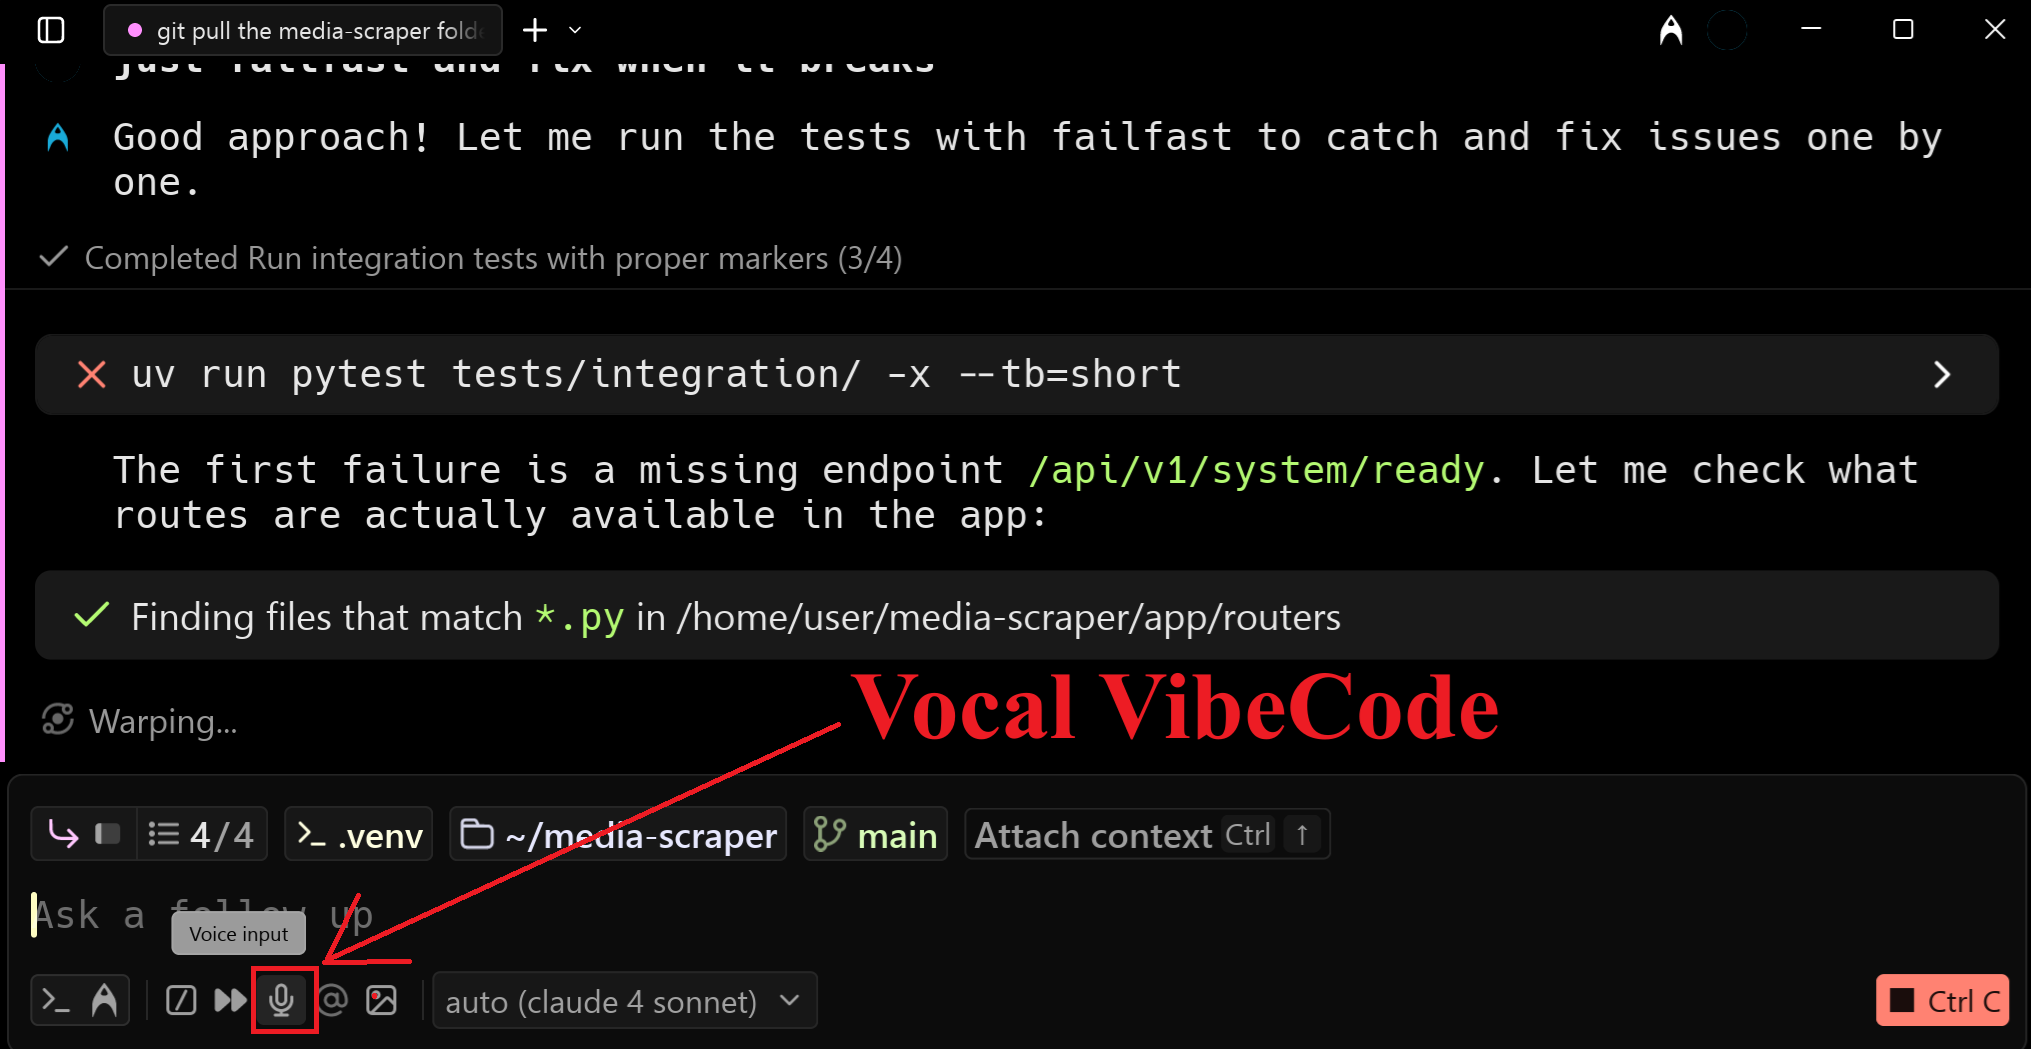 git pull the media-scraper folde
just failfast and fix when it breaks
Good approach! Let me run the tests with failfast to catch and fix issues one by
one.
Completed Run integration tests with proper markers (3/4)
uv run pytest tests/integration/ -x --tb=short
The first failure is a missing endpoint /api/v1/system/ready. Let me check what
routes are actually available in the app:
Finding files that match *.py in /home/user/media-scraper/app/routers
Vocal VibeCode
Warping...
4/4 >_ .venv ~/media-scraper main Attach context Ctrl ↑
Ask a follow up
Voice input
auto (claude 4 sonnet) Ctrl C